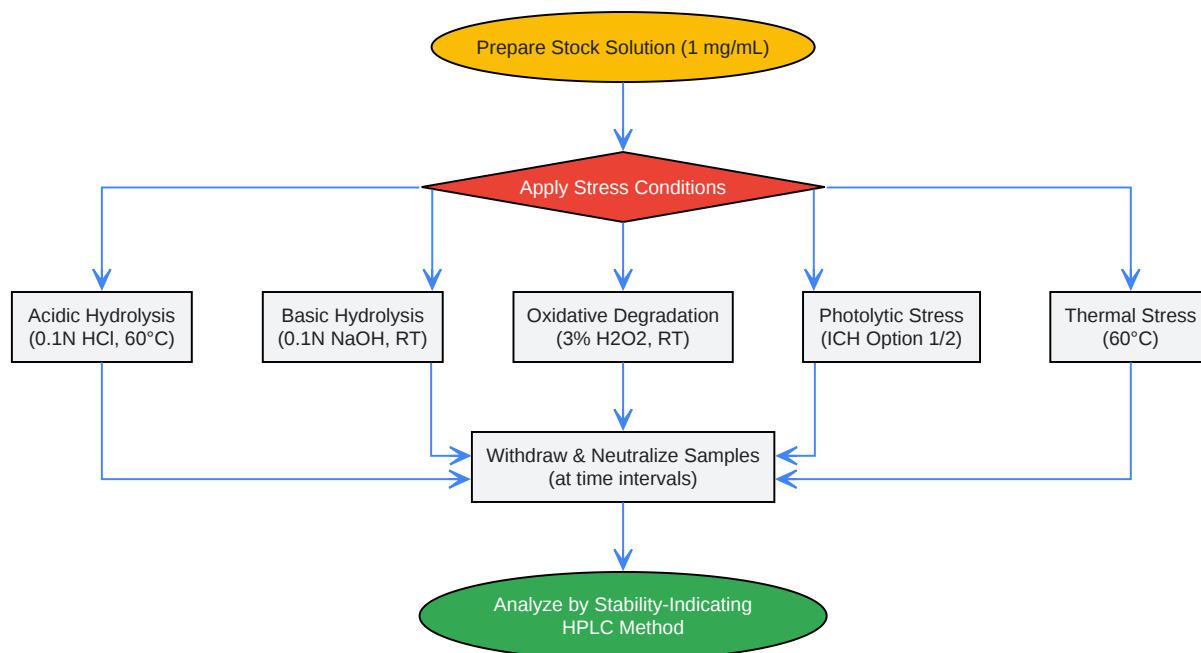 Prepare Stock Solution (1 mg/mL)
Apply Stress Conditions
Acidic Hydrolysis
(0.1N HCl, 60°C)
Basic Hydrolysis
(0.1N NaOH, RT)
Oxidative Degradation
(3% H2O2, RT)
Photolytic Stress
(ICH Option 1/2)
Thermal Stress
(60°C)
Withdraw & Neutralize Samples
(at time intervals)
Analyze by Stability-Indicating
HPLC Method